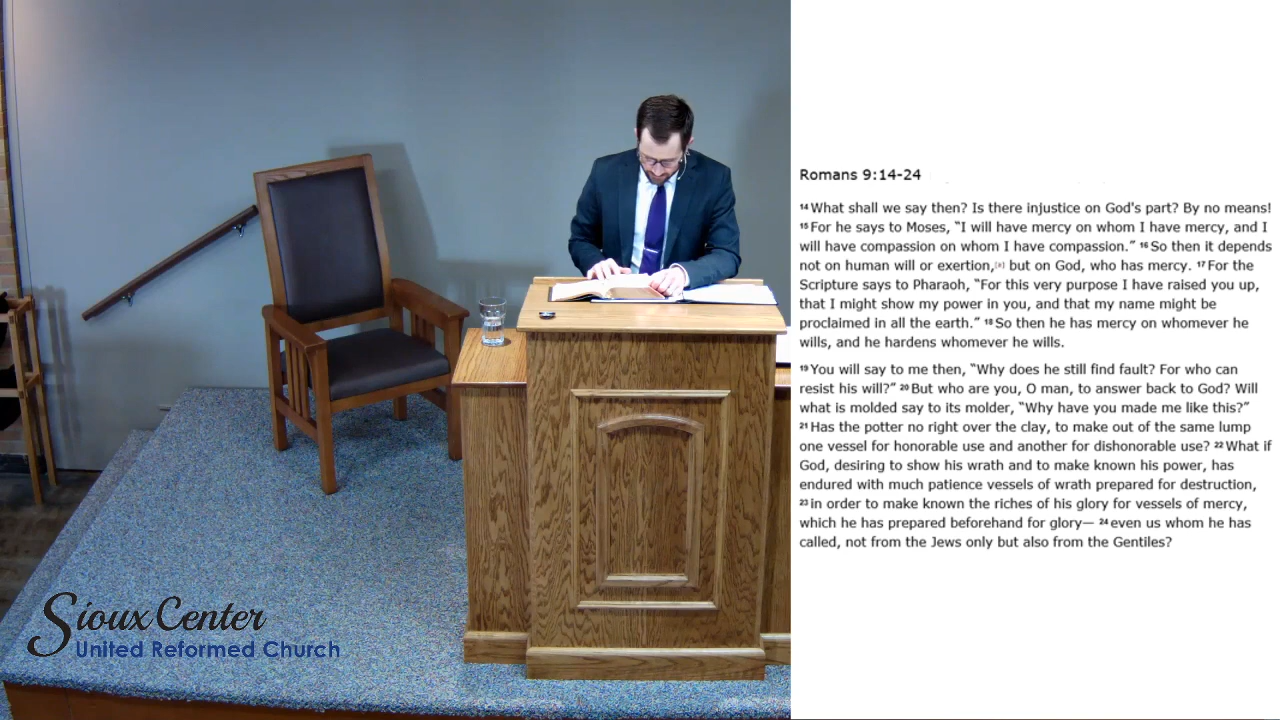 Romans 9:14-24
14 What shall we say then? Is there injustice on God's part? By no means!
15 For he says to Moses, “I will have mercy on whom I have mercy, and I
will have compassion on whom I have compassion.” 16 So then it depends
not on human will or exertion,[a] but on God, who has mercy. 17 For the
Scripture says to Pharaoh, “For this very purpose I have raised you up,
that I might show my power in you, and that my name might be
proclaimed in all the earth.” 18 So then he has mercy on whomever he
wills, and he hardens whomever he wills.
19 You will say to me then, “Why does he still find fault? For who can
resist his will?” 20 But who are you, O man, to answer back to God? Will
what is molded say to its molder, “Why have you made me like this?”
21 Has the potter no right over the clay, to make out of the same lump
one vessel for honorable use and another for dishonorable use? 22 What if
God, desiring to show his wrath and to make known his power, has
endured with much patience vessels of wrath prepared for destruction,
23 in order to make known the riches of his glory for vessels of mercy,
which he has prepared beforehand for glory— 24 even us whom he has
called, not from the Jews only but also from the Gentiles?
Sioux Center
United Reformed Church